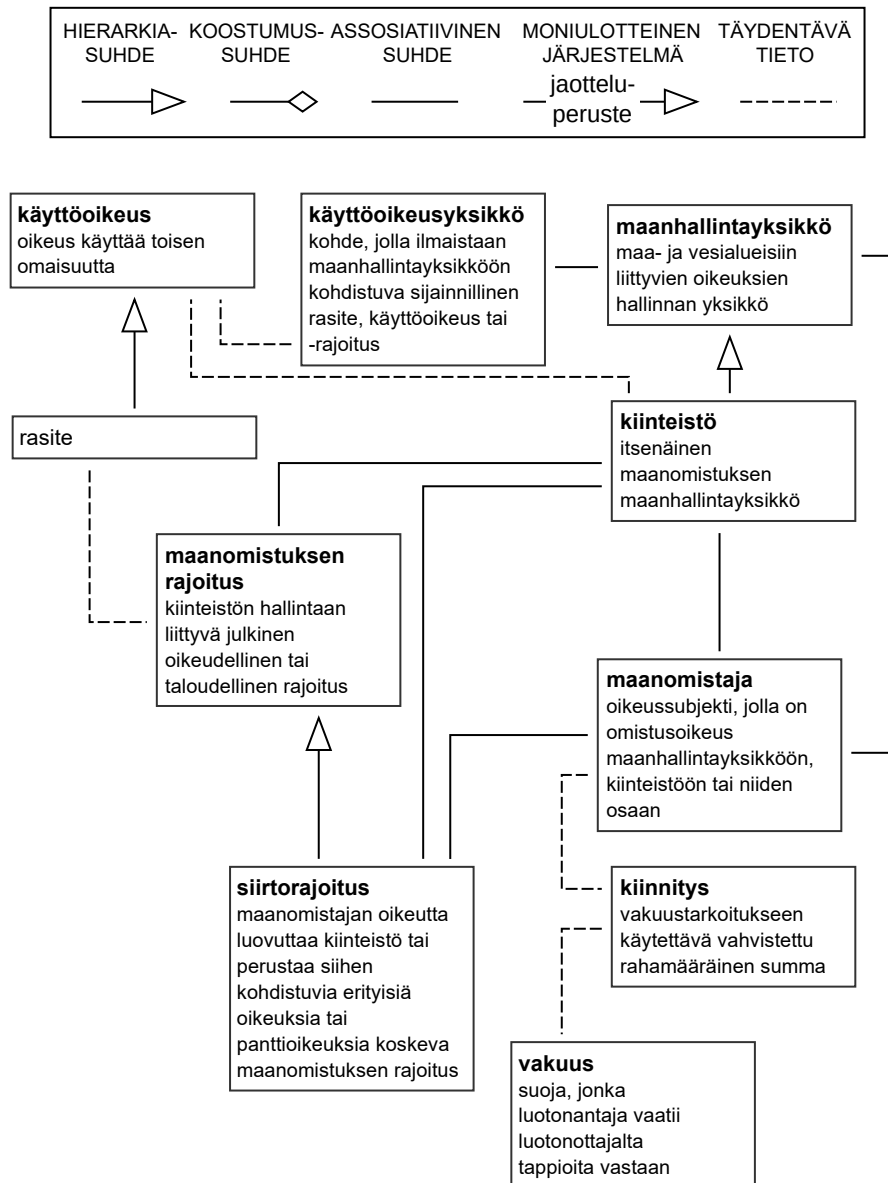 HIERARKIA-
SUHDE
KOOSTUMUS-
SUHDE
ASSOSIATIIVINEN
SUHDE
MONIULOTTEINEN
JÄRJESTELMÄ
jaottelu-
peruste
TÄYDENTÄVÄ
TIETO
käyttöoikeus
oikeus käyttää toisen
omaisuutta
käyttöoikeusyksikkö
kohde, jolla ilmaistaan
maanhallintayksikköön
kohdistuva sijainnillinen
rasite, käyttöoikeus tai
-rajoitus
maanhallintayksikkö
maa- ja vesialueisiin
liittyvien oikeuksien
hallinnan yksikkö
rasite
kiinteistö
itsenäinen
maanomistuksen
maanhallintayksikkö
maanomistuksen
rajoitus
kiinteistön hallintaan
liittyvä julkinen
oikeudellinen tai
taloudellinen rajoitus
maanomistaja
oikeussubjekti, jolla on
omistusoikeus
maanhallintayksikköön,
kiinteistöön tai niiden
osaan
siirtorajoitus
maanomistajan oikeutta
luovuttaa kiinteistö tai
perustaa siihen
kohdistuvia erityisiä
oikeuksia tai
panttioikeuksia koskeva
maanomistuksen rajoitus
kiinnitys
vakuustarkoitukseen
käytettävä vahvistettu
rahamääräinen summa
vakuus
suoja, jonka
luotonantaja vaatii
luotonottajalta
tappioita vastaan